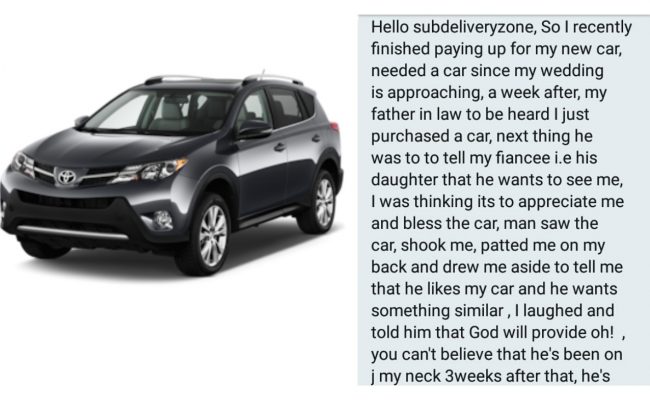 Hello subdeliveryzone, So I recently
finished paying up for my new car,
needed a car since my wedding
is approaching, a week after, my
father in law to be heard I just
purchased a car, next thing he
was to to tell my fiancee i.e his
daughter that he wants to see me,
I was thinking its to appreciate me
and bless the car, man saw the
car, shook me, patted me on my
back and drew me aside to tell me
that he likes my car and he wants
something similar , I laughed and
told him that God will provide oh!  ,
you can't believe that he's been on
j my neck 3weeks after that, he's